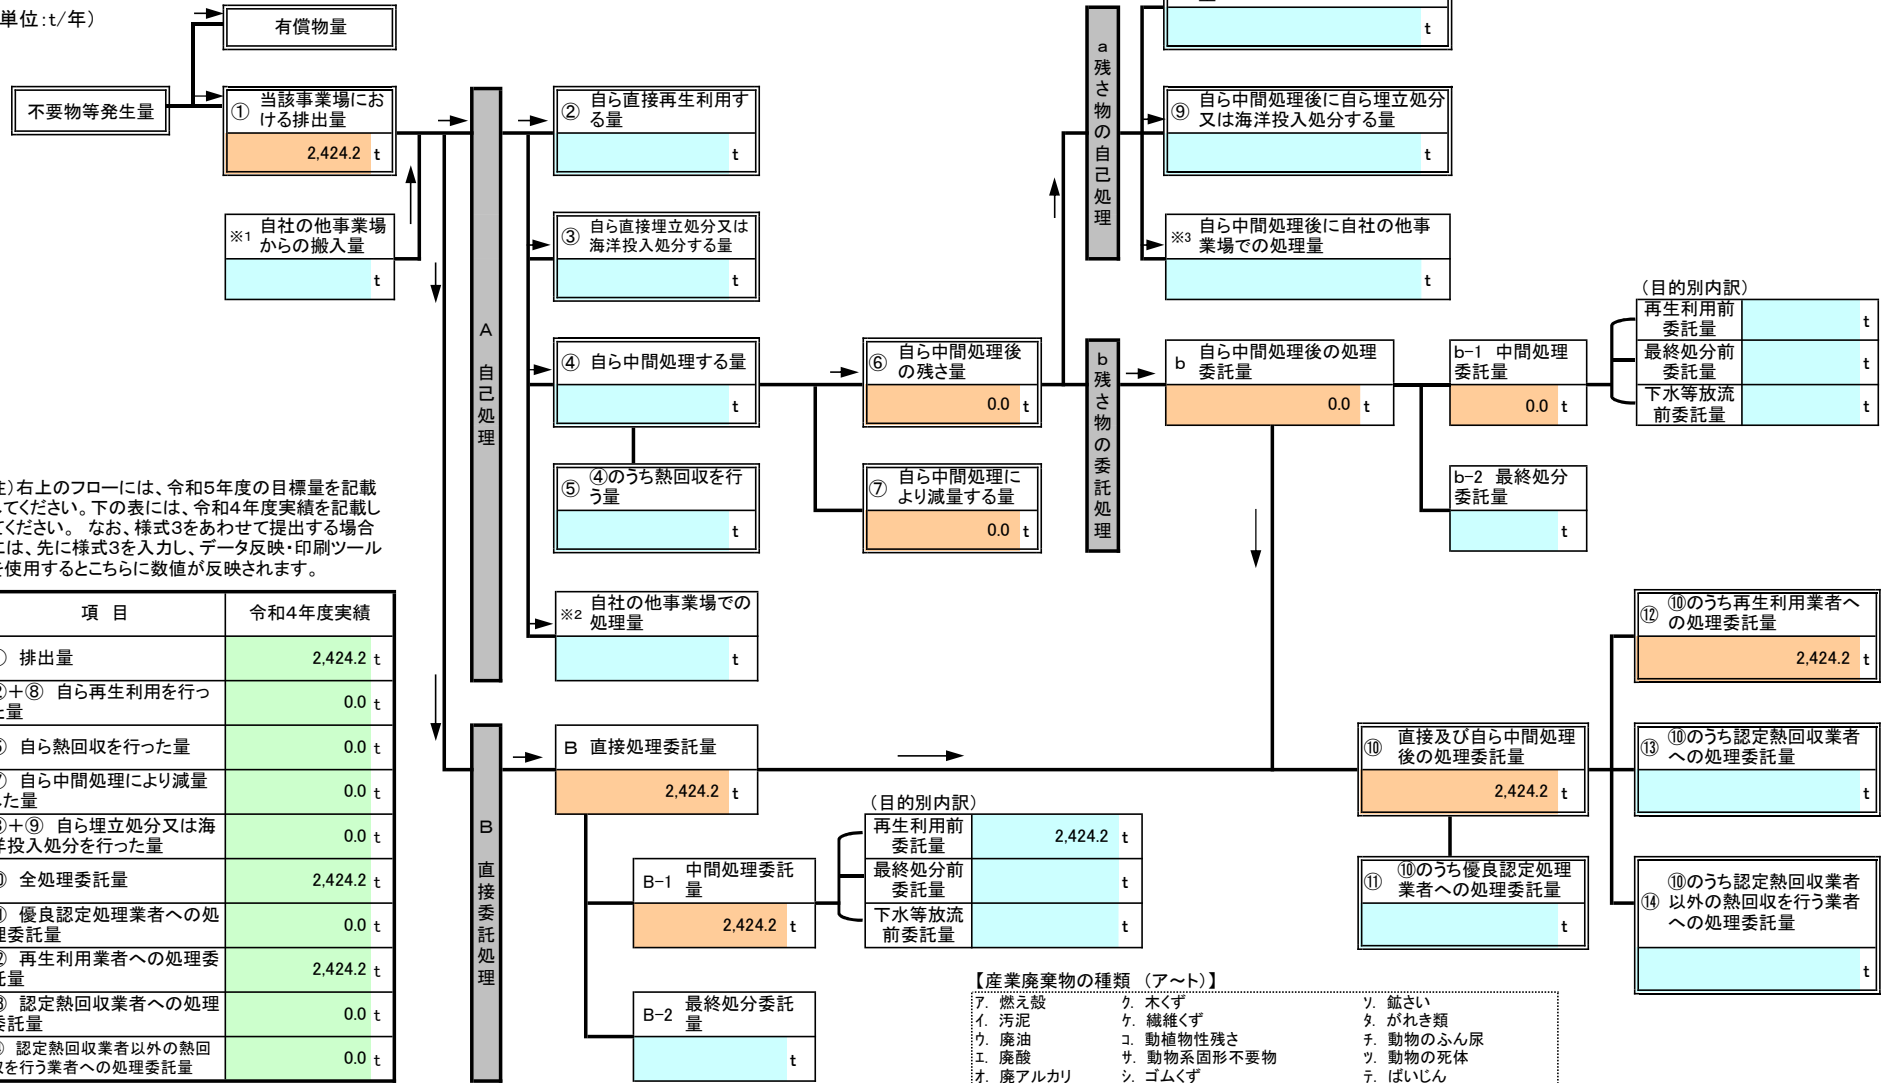 単位:t/年)
有償物量
不要物等発生量
① 当該事業場にお
ける排出量
2,424.2 t
※1 自社の他事業場
からの搬入量
t
A 自己処理
② 自ら直接再生利用す
る量
t
③ 自ら直接埋立処分又は
海洋投入処分する量
t
④ 自ら中間処理する量
t
⑤ ④のうち熱回収を行
う量
t
※2 自社の他事業場での
処理量
t
⑥ 自ら中間処理後
の残さ量
0.0 t
⑦ 自ら中間処理に
より減量する量
0.0 t
a 残さ物の自己処理
t
⑨ 自ら中間処理後に自ら埋立処分
又は海洋投入処分する量
t
※3 自ら中間処理後に自社の他事
業場での処理量
t
b 残さ物の委託処理
b 自ら中間処理後の処理
委託量
0.0 t
b-1 中間処理
委託量
0.0 t
b-2 最終処分
委託量
t
(目的別内訳)
再生利用前
委託量
t
最終処分前
委託量
t
下水等放流
前委託量
t
)右上のフローには、令和5年度の目標量を記載
してください。下の表には、令和4年度実績を記載し
てください。 なお、様式3をあわせて提出する場合
には、先に様式3を入力し、データ反映・印刷ツール
を使用するとこちらに数値が反映されます。
項 目 令和4年度実績
排出量 2,424.2 t
+⑧ 自ら再生利用を行っ
た量
0.0 t
自ら熱回収を行った量 0.0 t
自ら中間処理により減量
した量
0.0 t
+⑨ 自ら埋立処分又は海
洋投入処分を行った量
0.0 t
全処理委託量 2,424.2 t
優良認定処理業者への処
理委託量
0.0 t
再生利用業者への処理委
託量
2,424.2 t
認定熱回収業者への処理
委託量
0.0 t
認定熱回収業者以外の熱回
収を行う業者への処理委託量
0.0 t
B 直接委託処理
B 直接処理委託量
2,424.2 t
B-1 中間処理委託
量
2,424.2 t
B-2 最終処分委託
量
t
(目的別内訳)
再生利用前
委託量
2,424.2 t
最終処分前
委託量
t
下水等放流
前委託量
t
⑩ 直接及び自ら中間処理
後の処理委託量
2,424.2 t
⑪ ⑩のうち優良認定処理
業者への処理委託量
t
⑫ ⑩のうち再生利用業者へ
の処理委託量
2,424.2 t
⑬ ⑩のうち認定熱回収業者
への処理委託量
t
⑭ ⑩のうち認定熱回収業者
以外の熱回収を行う業者
への処理委託量
t
【産業廃棄物の種類 (ア~ト)】
ア. 燃え殻 ク. 木くず ソ. 鉱さい
イ. 汚泥 ケ. 繊維くず タ. がれき類
ウ. 廃油 コ. 動植物性残さ チ. 動物のふん尿
エ. 廃酸 サ. 動物系固形不要物 ツ. 動物の死体
オ. 廃アルカリ シ. ゴムくず テ. ばいじん